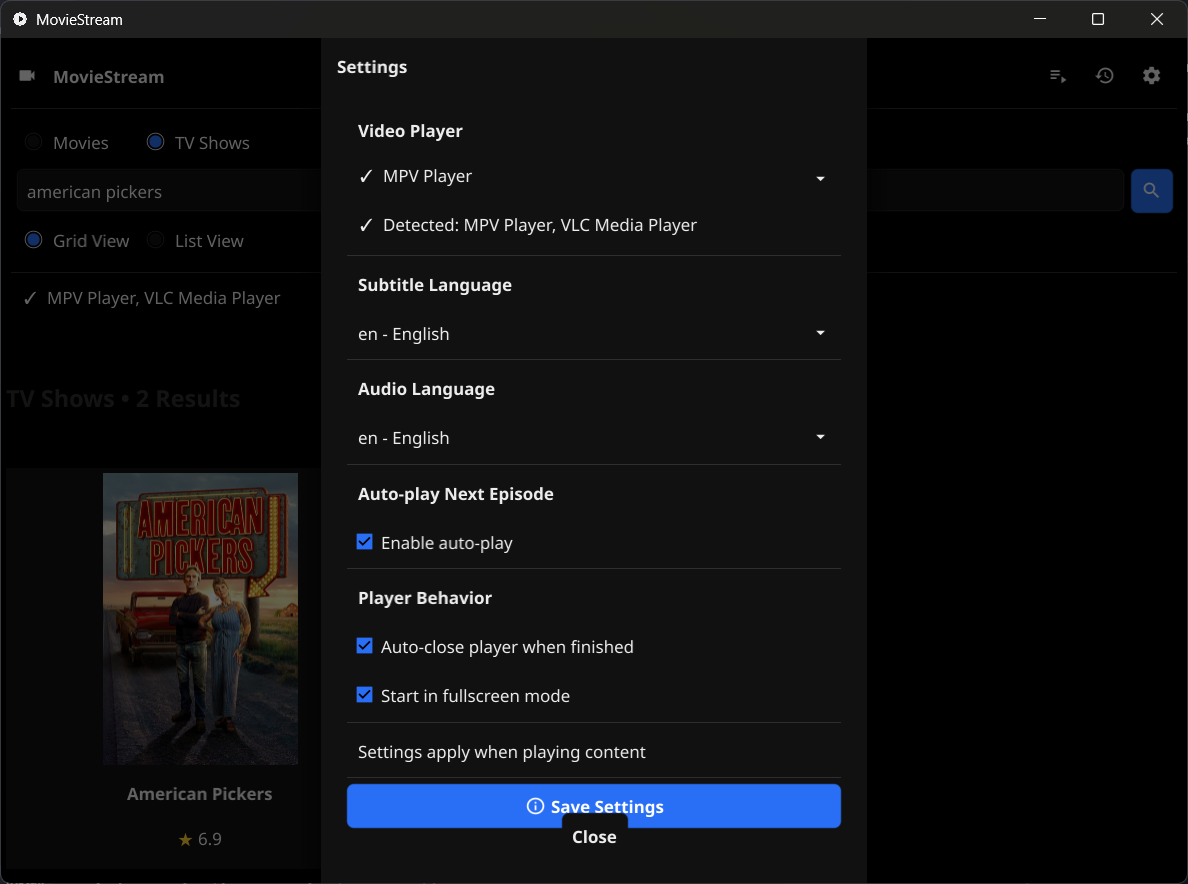 MovieStream
MovieStream
Movies
TV Shows
american pickers
Grid View
List View
✓ MPV Player, VLC Media Player
TV Shows • 2 Results
AMERICAN
PICKERS
American Pickers
★ 6.9
Settings
Video Player
✓ MPV Player
✓ Detected: MPV Player, VLC Media Player
Subtitle Language
en - English
Audio Language
en - English
Auto-play Next Episode
Enable auto-play
Player Behavior
Auto-close player when finished
Start in fullscreen mode
Settings apply when playing content
Save Settings
Close